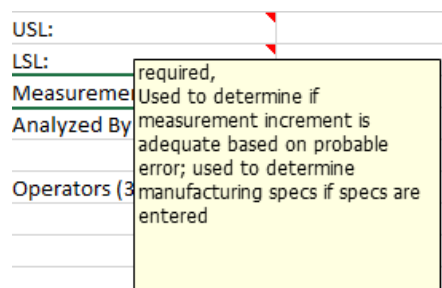 USL:
LSL:
required,
Measureme
Used to determine if
measurement increment is
Analyzed By
adequate based on probable
error; used to determine
Operators (3
manufacturing specs if specs are
entered